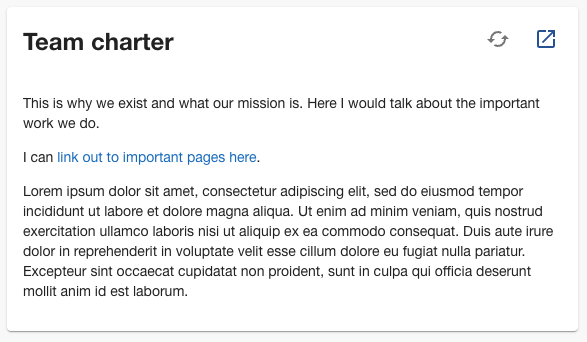 Team charter
This is why we exist and what our mission is. Here I would talk about the important
work we do.
I can link out to important pages here.
Lorem ipsum dolor sit amet, consectetur adipiscing elit, sed do eiusmod tempor
incididunt ut labore et dolore magna aliqua. Ut enim ad minim veniam, quis nostrud
exercitation ullamco laboris nisi ut aliquip ex ea commodo consequat. Duis aute irure
dolor in reprehenderit in voluptate velit esse cillum dolore eu fugiat nulla pariatur.
Excepteur sint occaecat cupidatat non proident, sunt in culpa qui officia deserunt
mollit anim id est laborum.